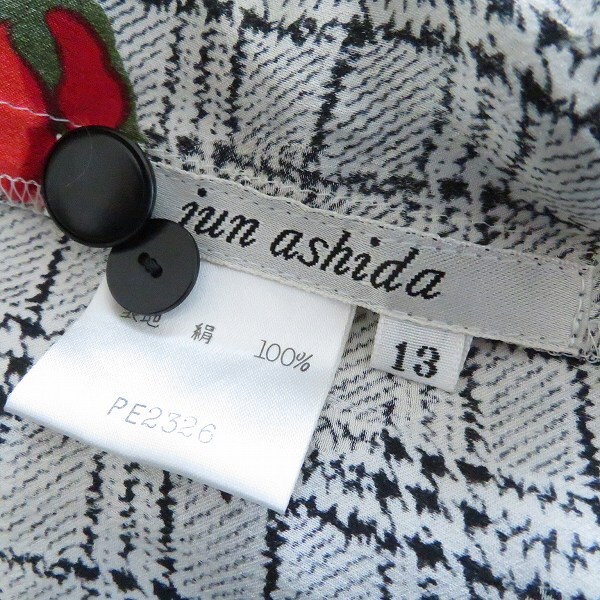 jun ashida
13
地 絹 100%
PE2326